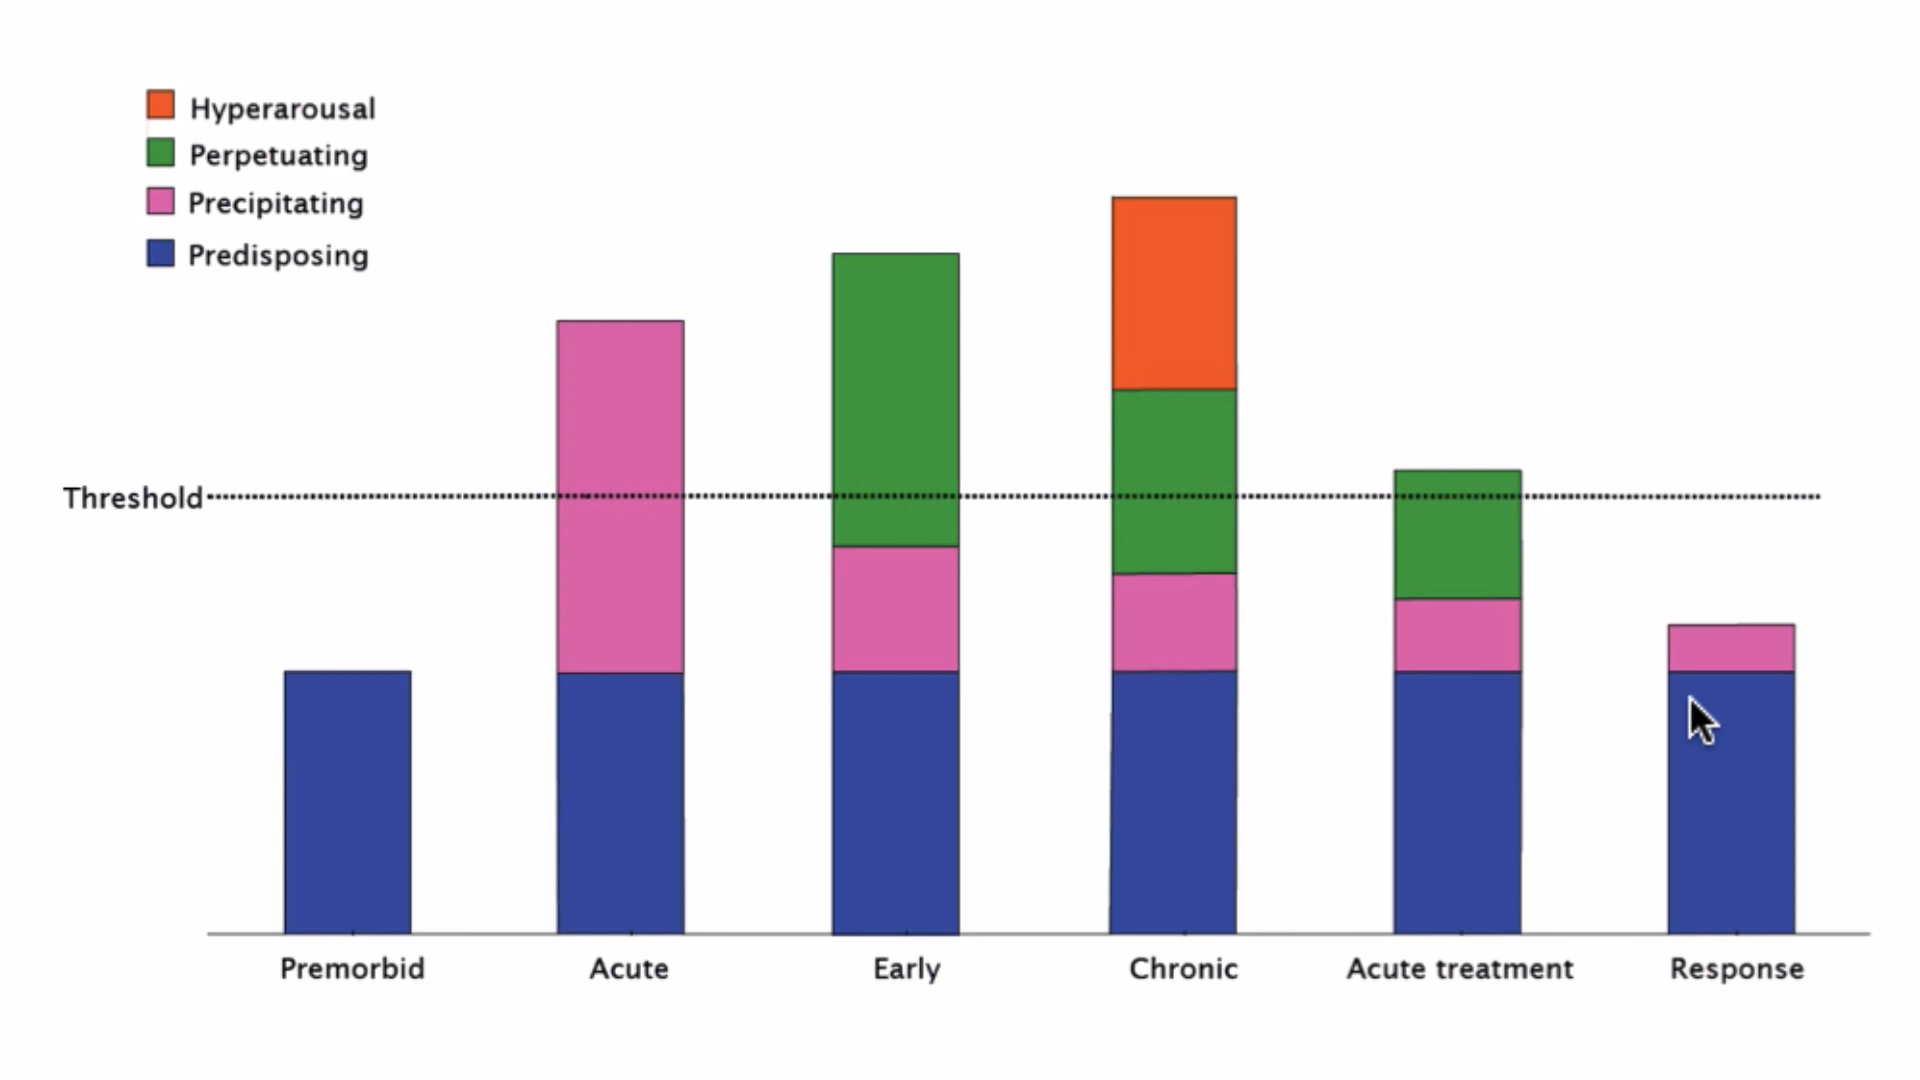 Hyperarousal
Perpetuating
Precipitating
Predisposing
Threshold
Premorbid
Acute
Early
Chronic
Acute treatment
Response